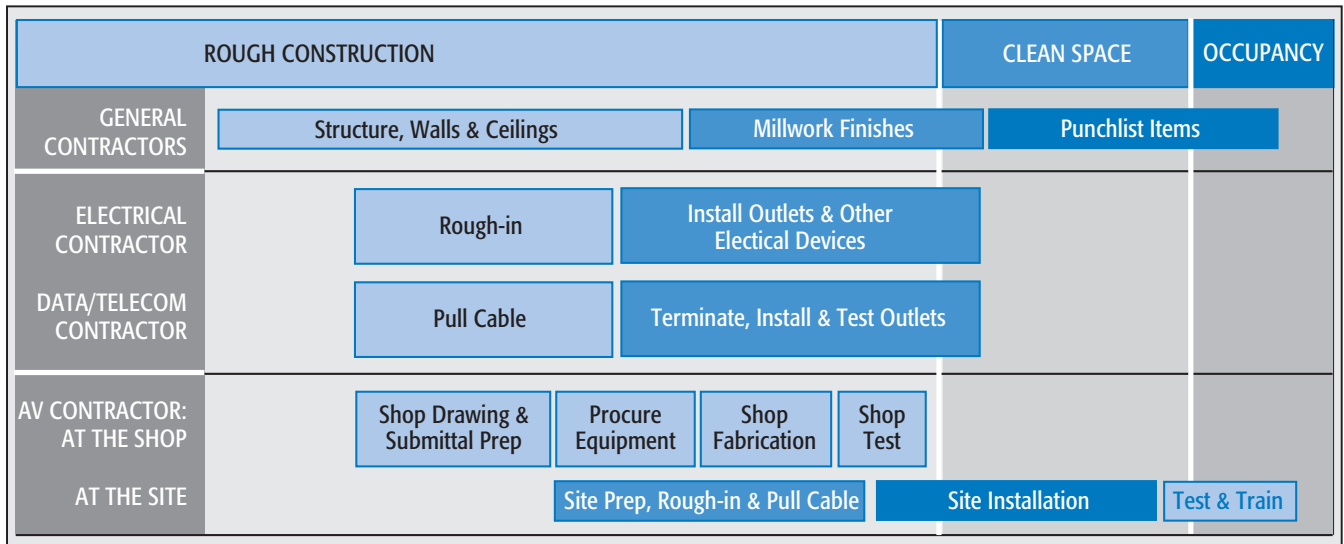 ROUGH CONSTRUCTION
CLEAN SPACE
OCCUPANCY
GENERAL
CONTRACTORS
Structure, Walls & Ceilings
Millwork Finishes
Punchlist Items
ELECTRICAL
CONTRACTOR
Rough-in
Install Outlets & Other
Electical Devices
DATA/TELECOM
CONTRACTOR
Pull Cable
Terminate, Install & Test Outlets
AV CONTRACTOR:
AT THE SHOP
Shop Drawing &
Submittal Prep
Procure
Equipment
Shop
Fabrication
Shop
Test
AT THE SITE
Site Prep, Rough-in & Pull Cable
Site Installation
Test & Train